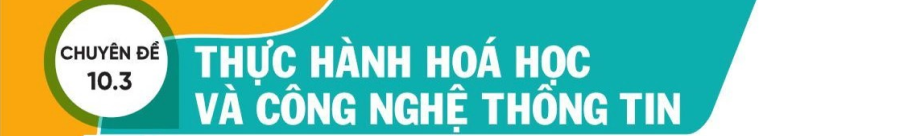 CHUYÊN ĐỀ
10.3
THỰC HÀNH HOÁ HỌC
VÀ CÔNG NGHỆ THÔNG TIN